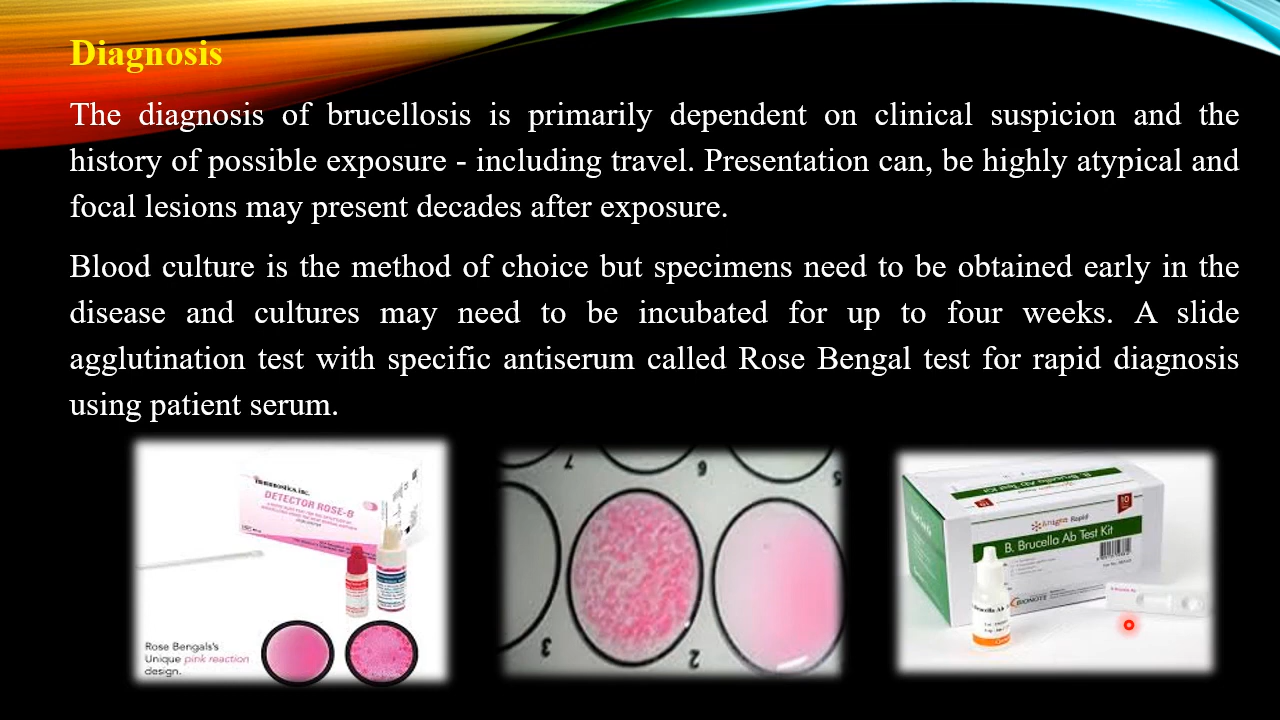 Diagnosis
The diagnosis of brucellosis is primarily dependent on clinical suspicion and the
history of possible exposure - including travel. Presentation can, be highly atypical and
focal lesions may present decades after exposure.
Blood culture is the method of choice but specimens need to be obtained early in the
disease and cultures may need to be incubated for up to four weeks. A slide
agglutination test with specific antiserum called Rose Bengal test for rapid diagnosis
using patient serum.
DETECTOR ROSE-B
Rose Bengals's
Unique pink reaction
design.
7
6
5
3
2
10
Rapid
B. Brucella Ab Test Kit
BIONOTE